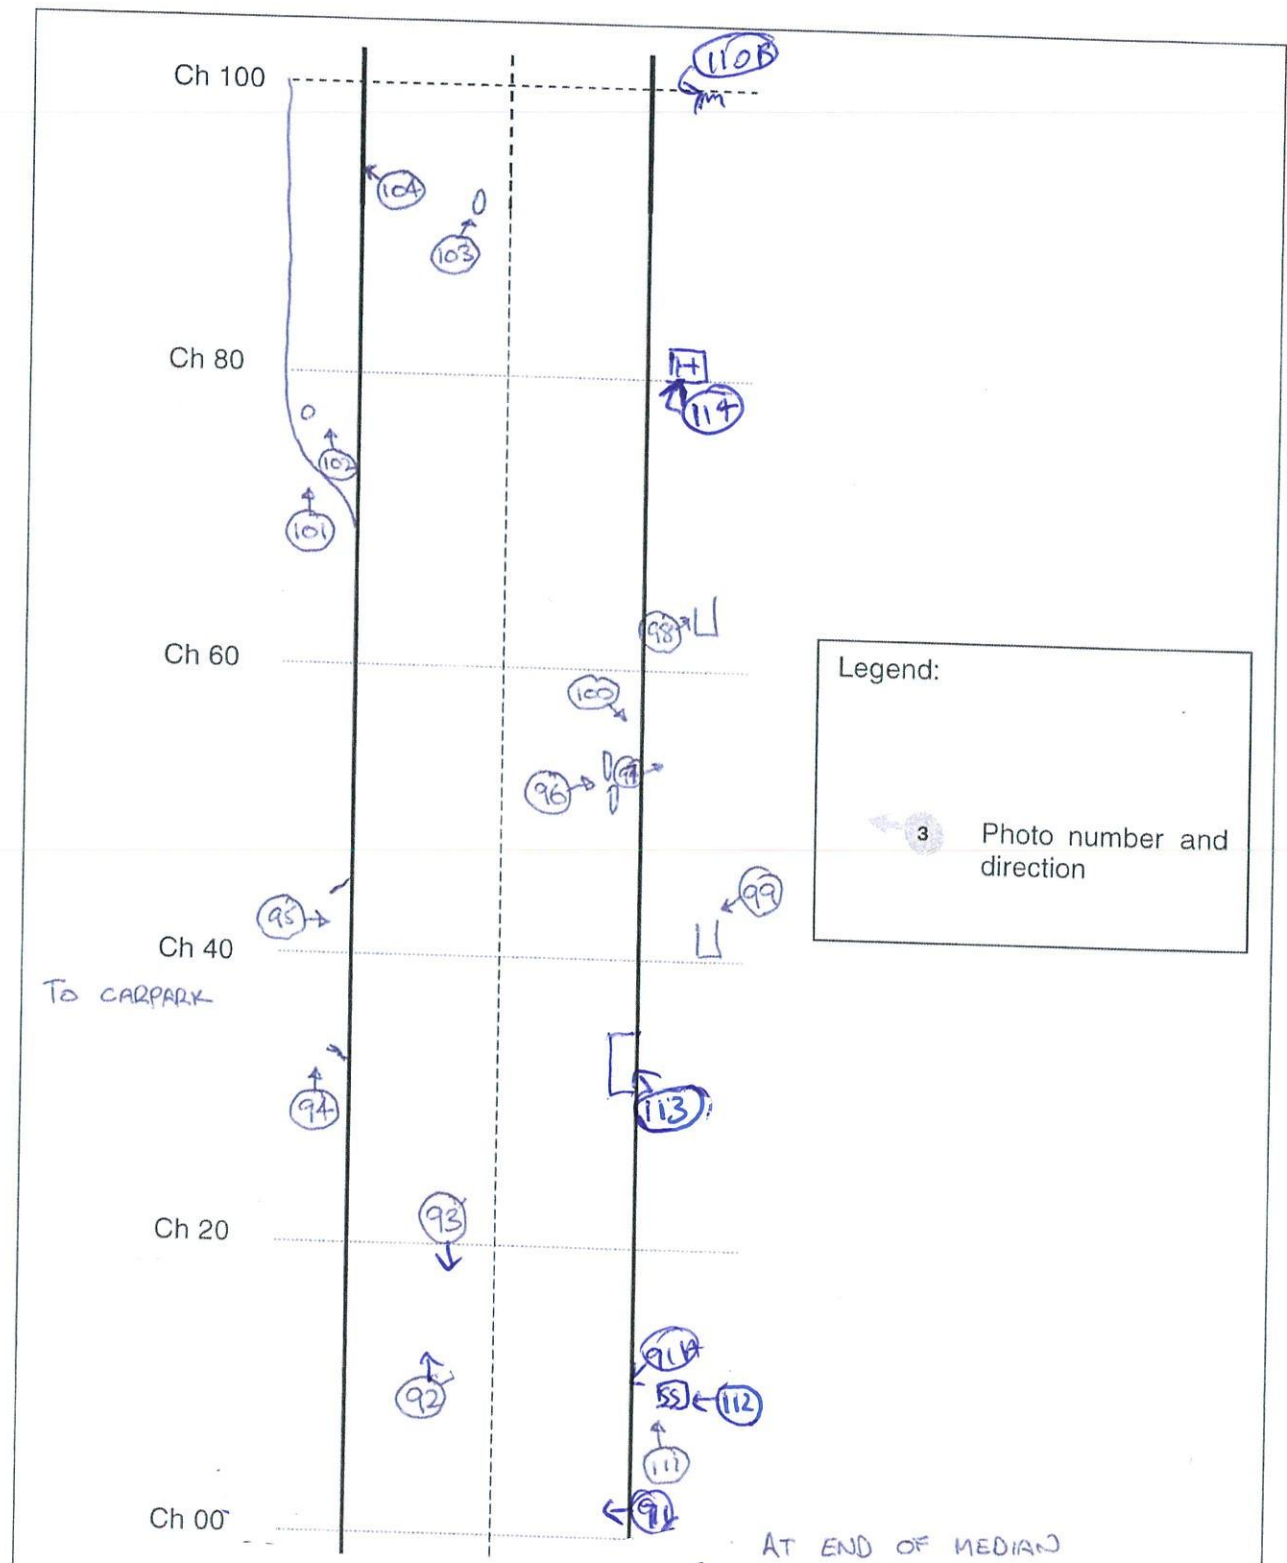 110B
Ch 100
m
104
103
Ch 80
H
114
102
101
98
Ch 60
Legend:
100
97
96
3 Photo number and
direction
99
95
Ch 40
TO CARPARK
113
94
93
Ch 20
91A
SS 112
92
111
91
Ch 00
AT END OF MEDIAN